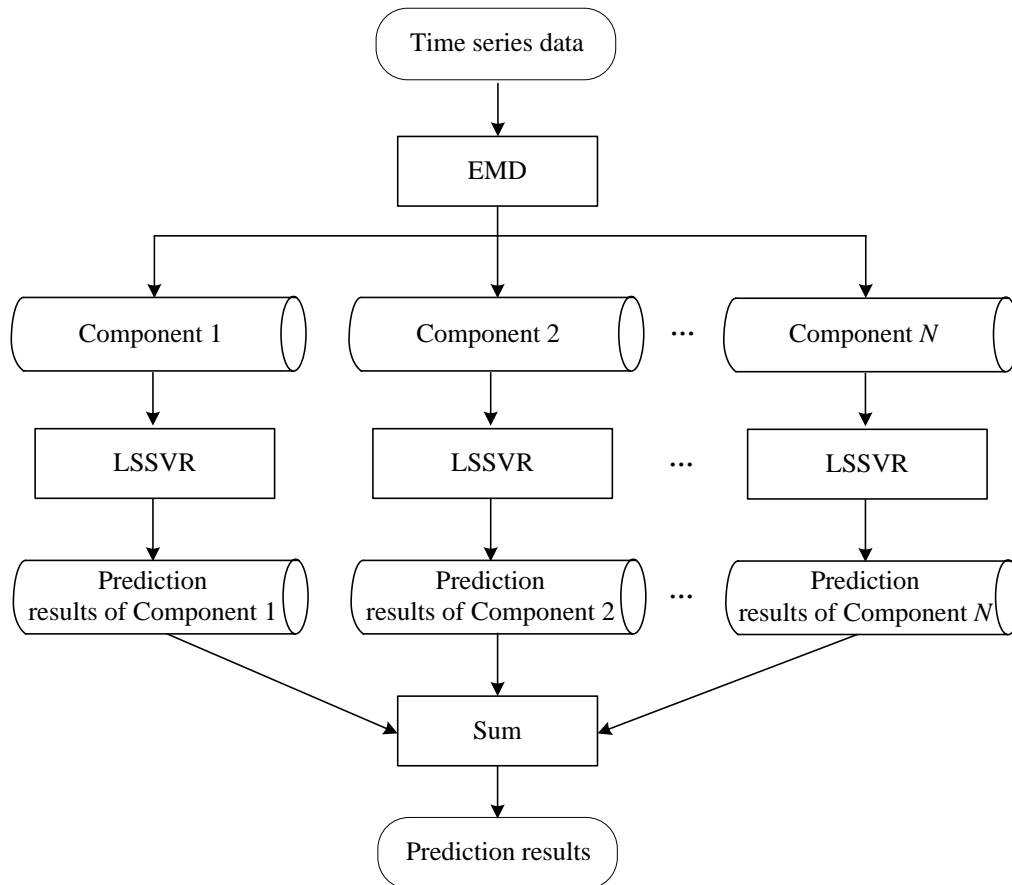 Time series data
EMD
Component 1
Component 2
...
Component N
LSSVR
LSSVR
...
LSSVR
Prediction
results of Component 1
Prediction
results of Component 2
...
Prediction
results of Component N
Sum
Prediction results